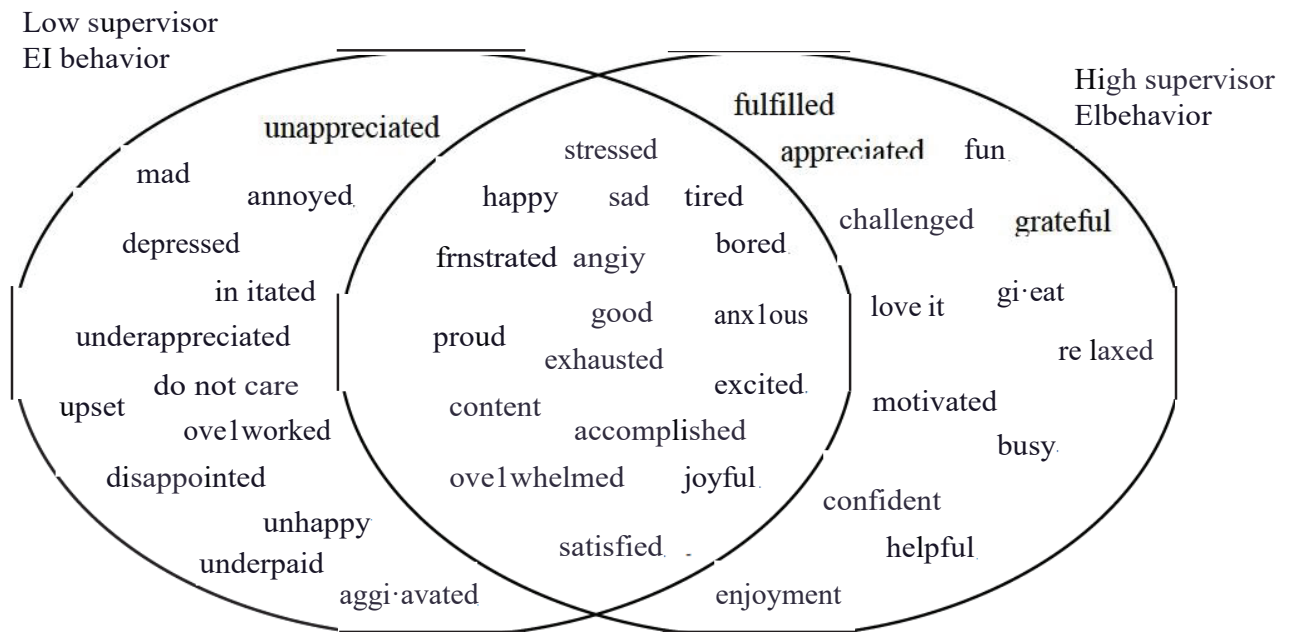 Low supervisor
EI behavior
High supervisor
Elbehavior
unappreciated
mad
annoyed
depressed
in itated
underappreciated
do not care
upset
ove1worked
disappointed
unhappy
underpaid
aggi·avated
stressed
happy sad tired
frnstrated angiy bored
good anx1ous
proud
exhausted
excited
content
accomplished
ove1whelmed joyful
satisfied
fulfilled
appreciated fun
challenged grateful
love it gi·eat
re laxed
motivated
busy
confident
helpful
enjoyment